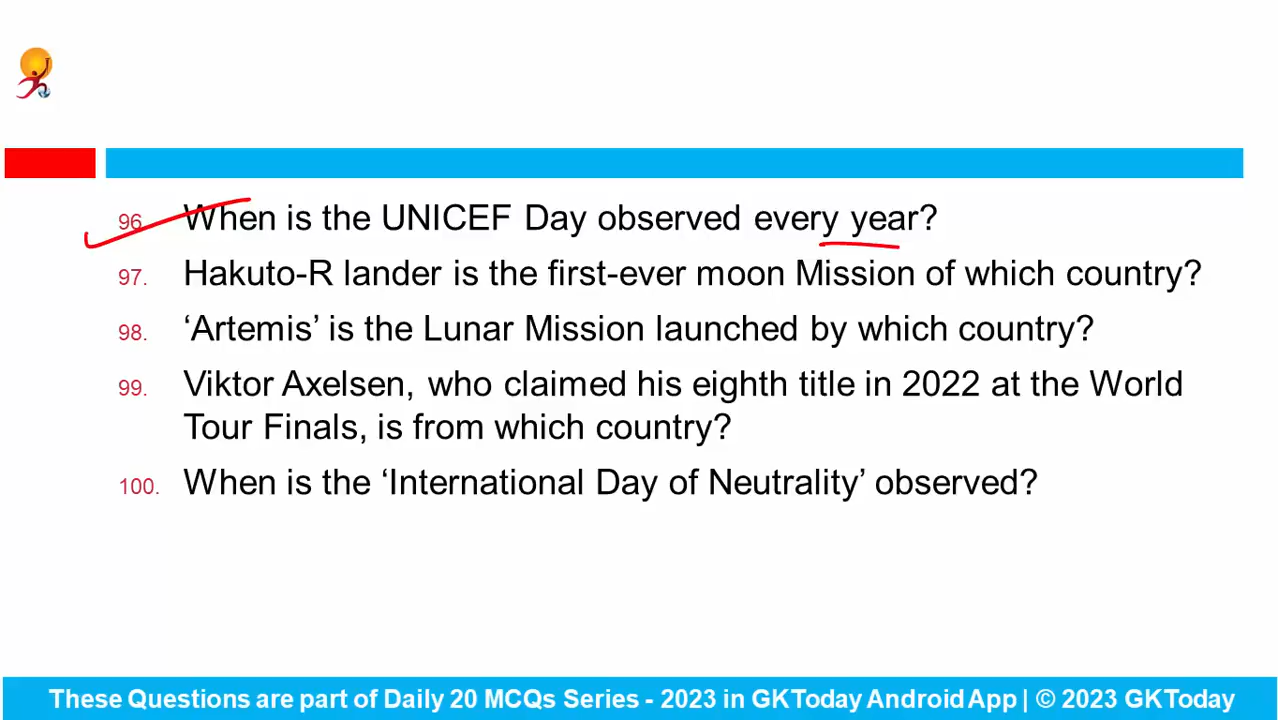 96. When is the UNICEF Day observed every year?
97. Hakuto-R lander is the first-ever moon Mission of which country?
98. ‘Artemis’ is the Lunar Mission launched by which country?
99. Viktor Axelsen, who claimed his eighth title in 2022 at the World
Tour Finals, is from which country?
100. When is the ‘International Day of Neutrality’ observed?
These Questions are part of Daily 20 MCQs Series - 2023 in GKToday Android App | © 2023 GKToday